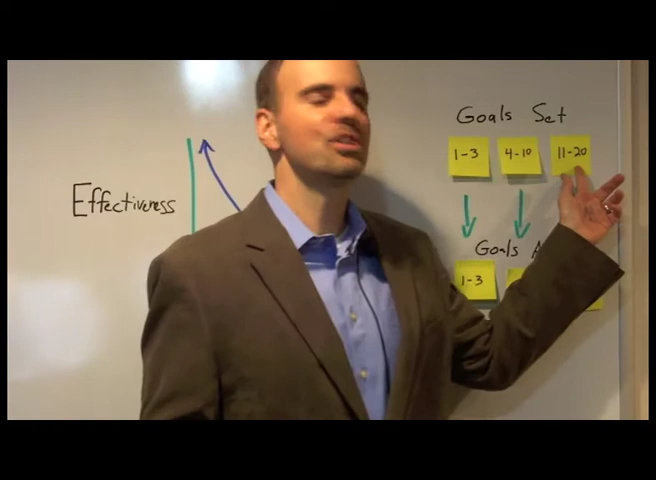 Effectiveness
Goals Set
1-3 4-10 11-20
Goals
1-3